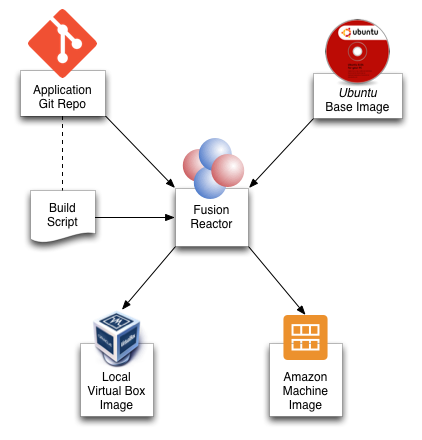 ubuntu
Application
Git Repo
Ubuntu
Base Image
Build
Script
Fusion
Reactor
Local
Virtual Box
Image
Amazon
Machine
Image